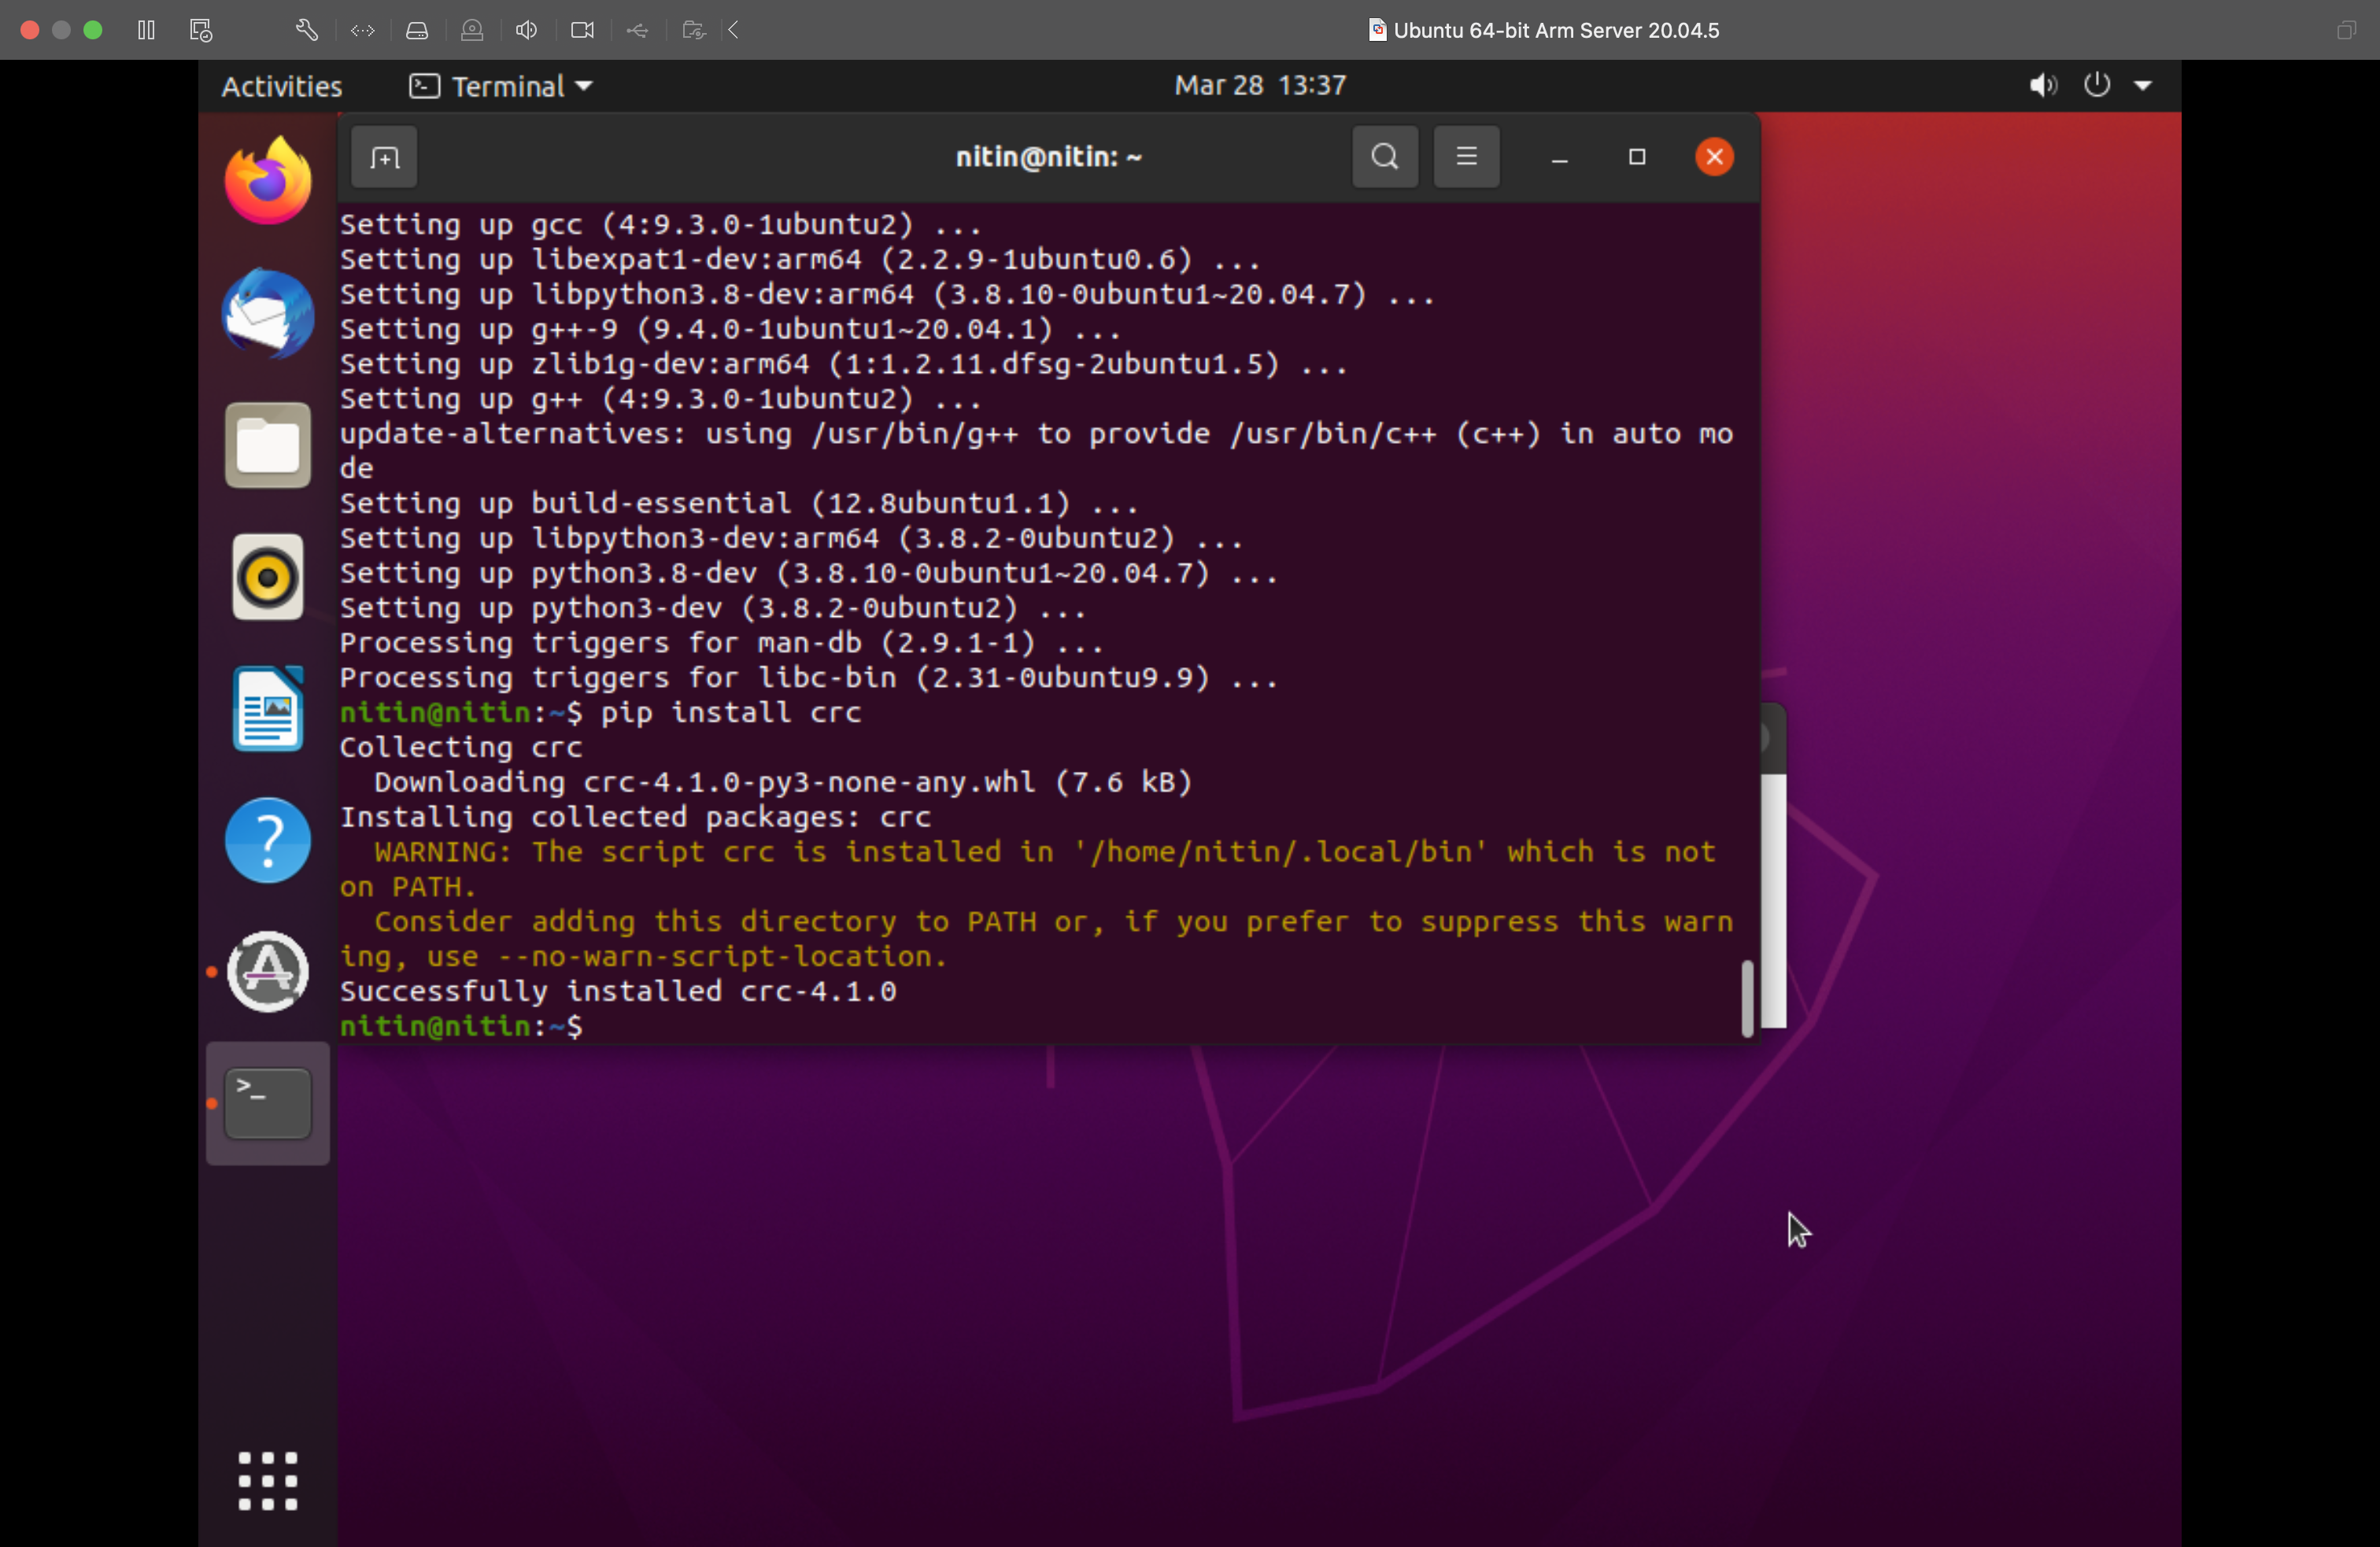 Ubuntu 64-bit Arm Server 20.04.5
Activities
Terminal
Mar 28 13:37
nitin@nitin: ~
Setting up gcc (4:9.3.0-1ubuntu2) ...
Setting up libexpat1-dev:arm64 (2.2.9-1ubuntu0.6) ...
Setting up libpython3.8-dev:arm64 (3.8.10-0ubuntu1~20.04.7) ...
Setting up g++-9 (9.4.0-1ubuntu1~20.04.1) ...
Setting up zlib1g-dev:arm64 (1:1.2.11.dfsg-2ubuntu1.5) ...
Setting up g++ (4:9.3.0-1ubuntu2) ...
update-alternatives: using /usr/bin/g++ to provide /usr/bin/c++ (c++) in auto mo
de
Setting up build-essential (12.8ubuntu1.1) ...
Setting up libpython3-dev:arm64 (3.8.2-0ubuntu2) ...
Setting up python3.8-dev (3.8.10-0ubuntu1~20.04.7) ...
Setting up python3-dev (3.8.2-0ubuntu2) ...
Processing triggers for man-db (2.9.1-1) ...
Processing triggers for libc-bin (2.31-0ubuntu9.9) ...
nitin@nitin:~$ pip install crc
Collecting crc
  Downloading crc-4.1.0-py3-none-any.whl (7.6 kB)
Installing collected packages: crc
  WARNING: The script crc is installed in '/home/nitin/.local/bin' which is not
on PATH.
  Consider adding this directory to PATH or, if you prefer to suppress this warn
ing, use --no-warn-script-location.
Successfully installed crc-4.1.0
nitin@nitin:~$